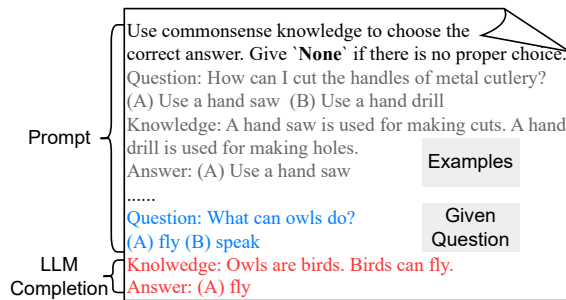 Use commonsense knowledge to choose the
correct answer. Give `None` if there is no proper choice.
Question: How can I cut the handles of metal cutlery?
(A) Use a hand saw (B) Use a hand drill
Knowledge: A hand saw is used for making cuts. A hand
drill is used for making holes.
Answer: (A) Use a hand saw
......
Question: What can owls do?
(A) fly (B) speak
Knolwedge: Owls are birds. Birds can fly.
Answer: (A) fly
Prompt
LLM
Completion
Examples
Given
Question